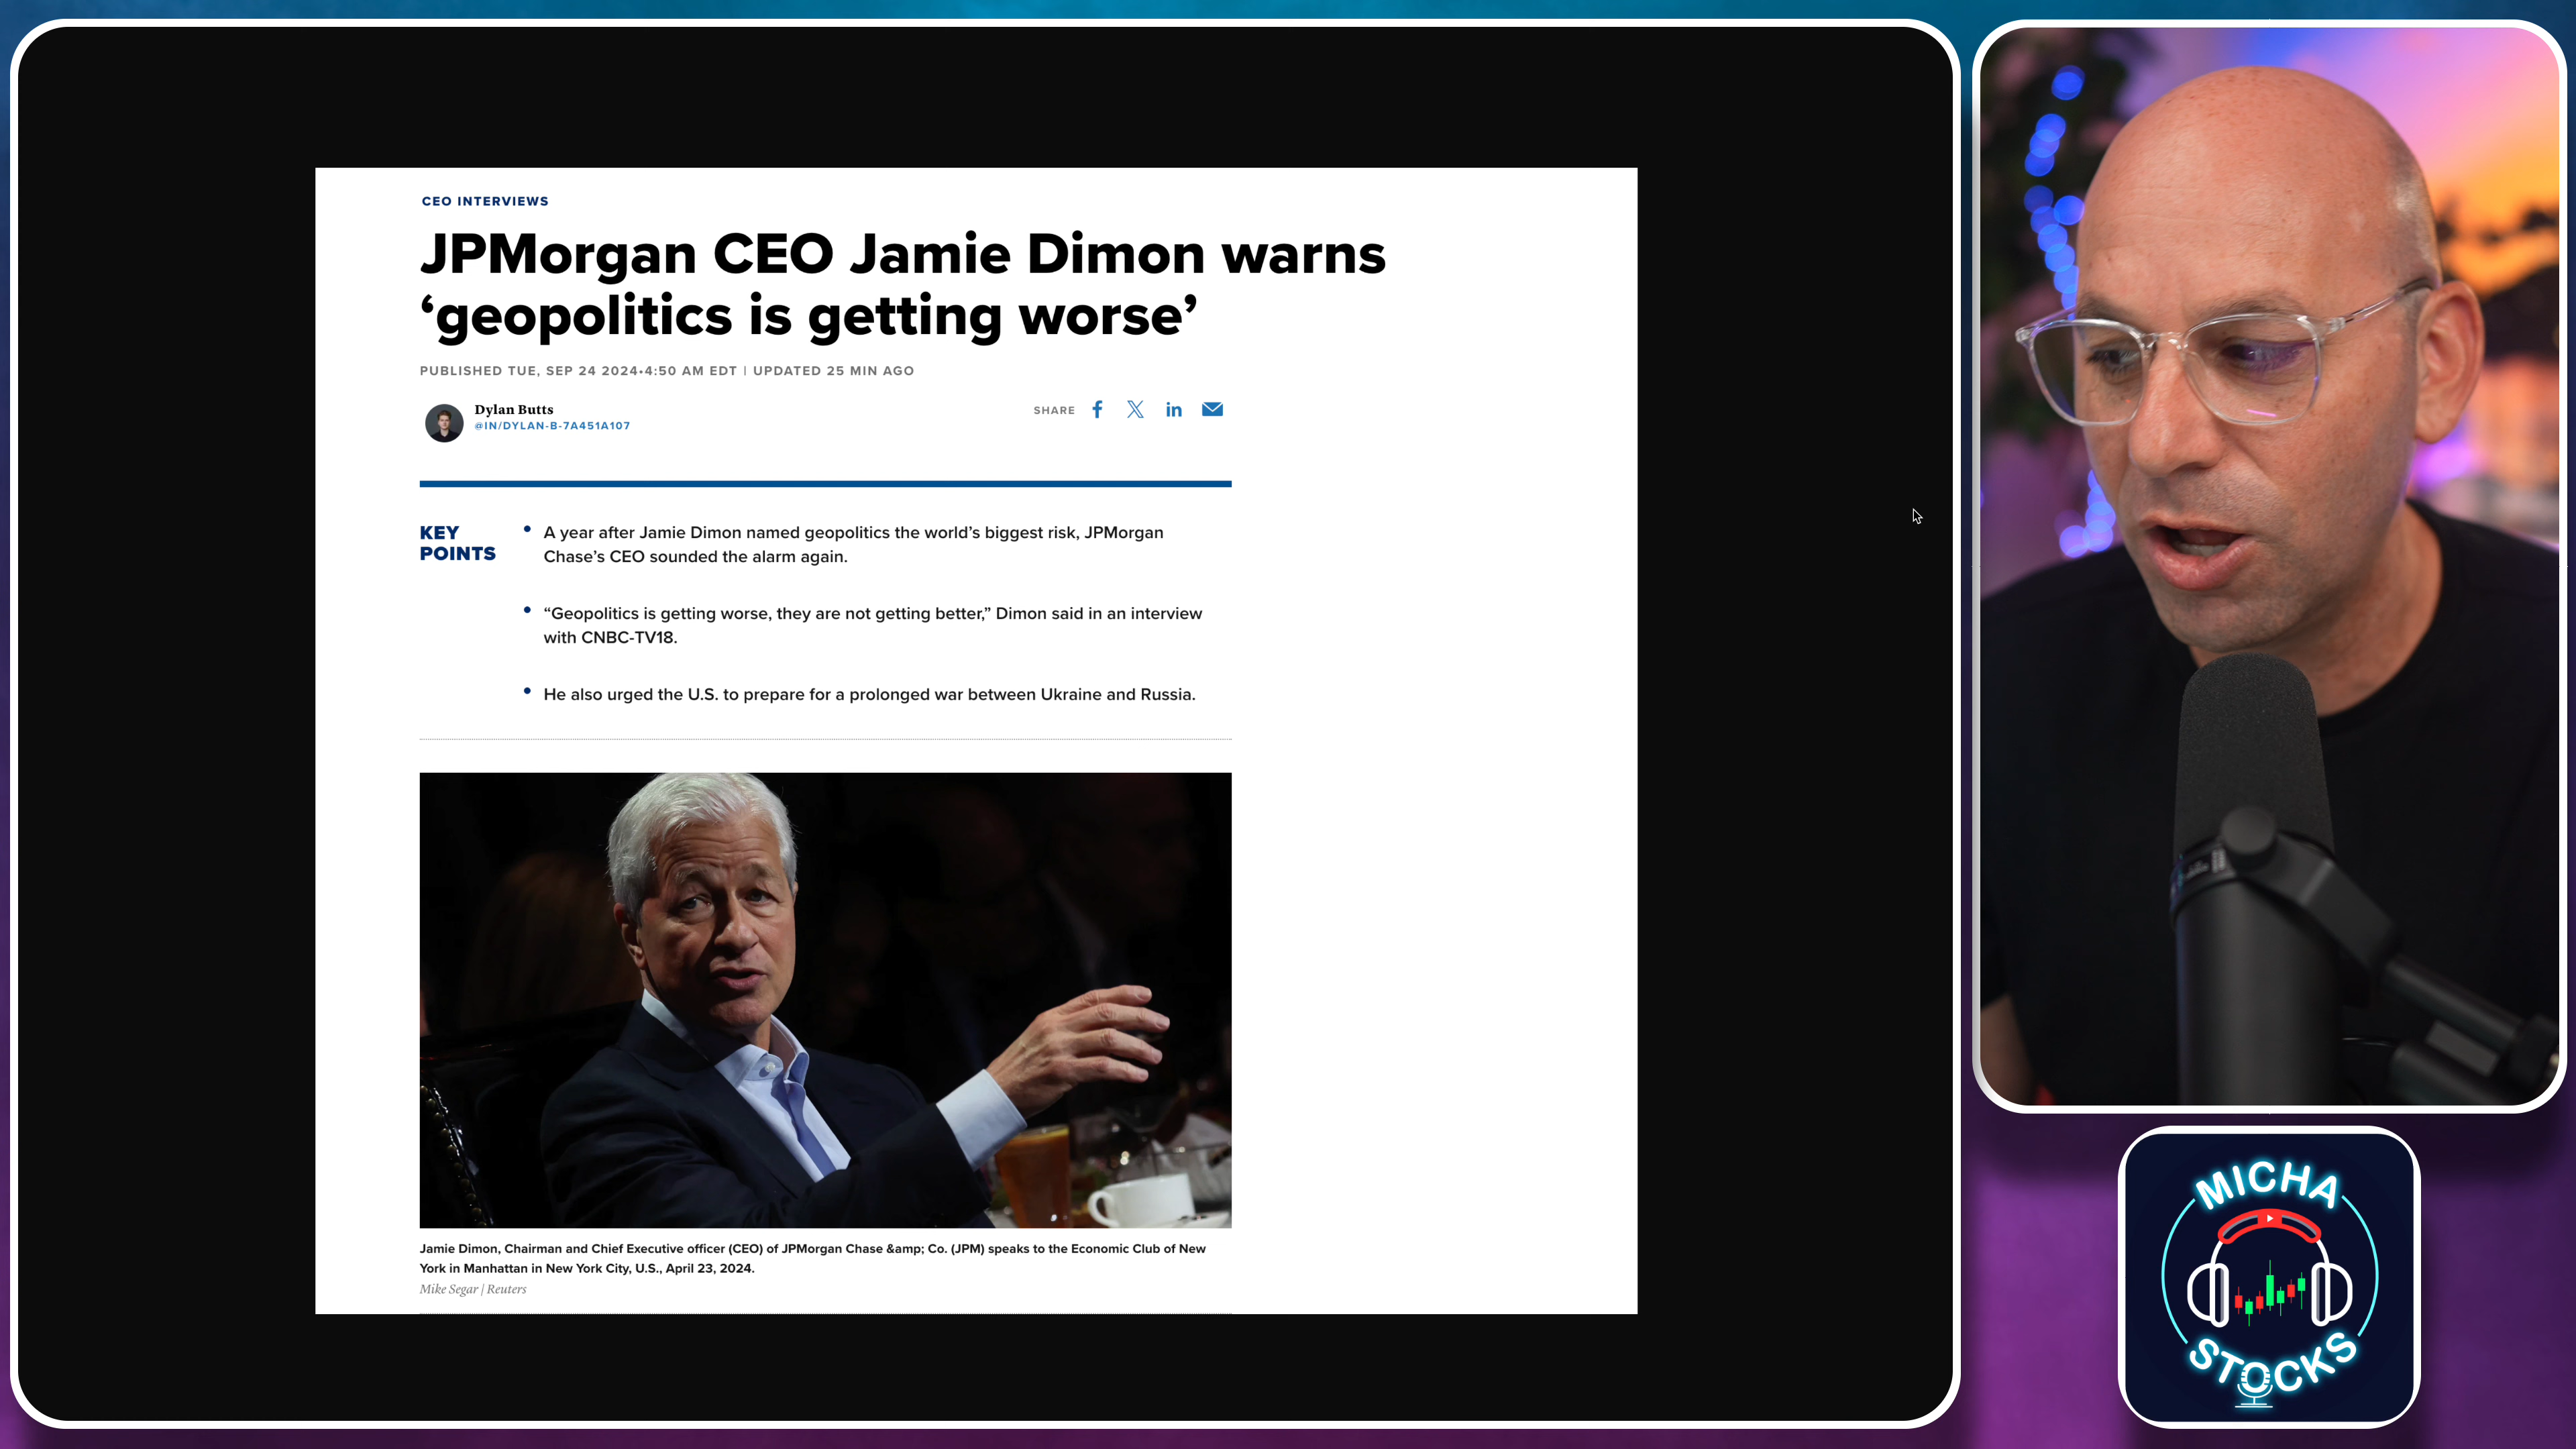 CEO INTERVIEWS
JPMorgan CEO Jamie Dimon warns
‘geopolitics is getting worse’
PUBLISHED TUE, SEP 24 2024•4:50 AM EDT | UPDATED 25 MIN AGO
Dylan Butts
@IN/DYLAN-B-7A451A107
SHARE
KEY
POINTS
• A year after Jamie Dimon named geopolitics the world’s biggest risk, JPMorgan
Chase’s CEO sounded the alarm again.
• “Geopolitics is getting worse, they are not getting better,” Dimon said in an interview
with CNBC-TV18.
• He also urged the U.S. to prepare for a prolonged war between Ukraine and Russia.
Jamie Dimon, Chairman and Chief Executive officer (CEO) of JPMorgan Chase &amp; Co. (JPM) speaks to the Economic Club of New
York in Manhattan in New York City, U.S., April 23, 2024.
Mike Segar | Reuters
MICHA
STOCKS